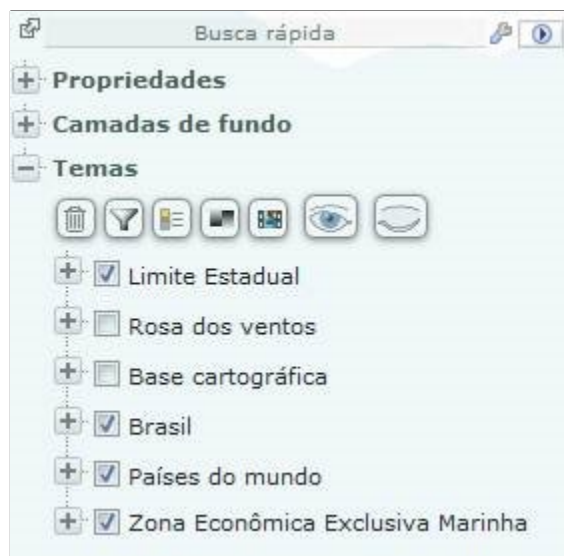 Busca rápida
Propriedades
Camadas de fundo
Temas
Limite Estadual
Rosa dos ventos
Base cartográfica
Brasil
Países do mundo
Zona Econômica Exclusiva Marinha